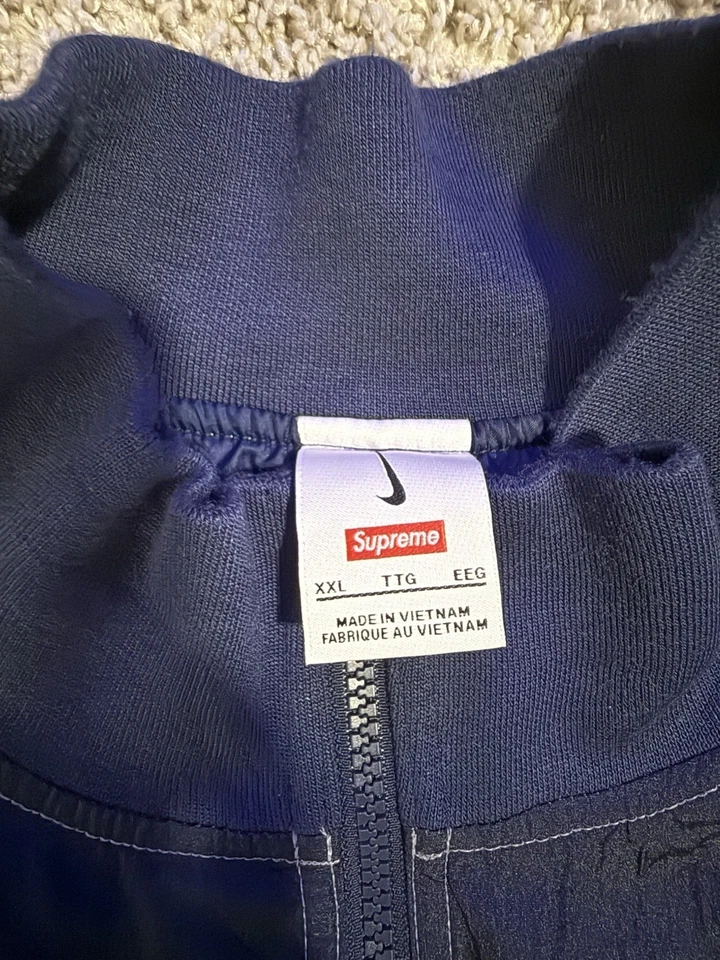 Supreme
XXL TTG EEG
MADE IN VIETNAM
FABRIQUE AU VIETNAM